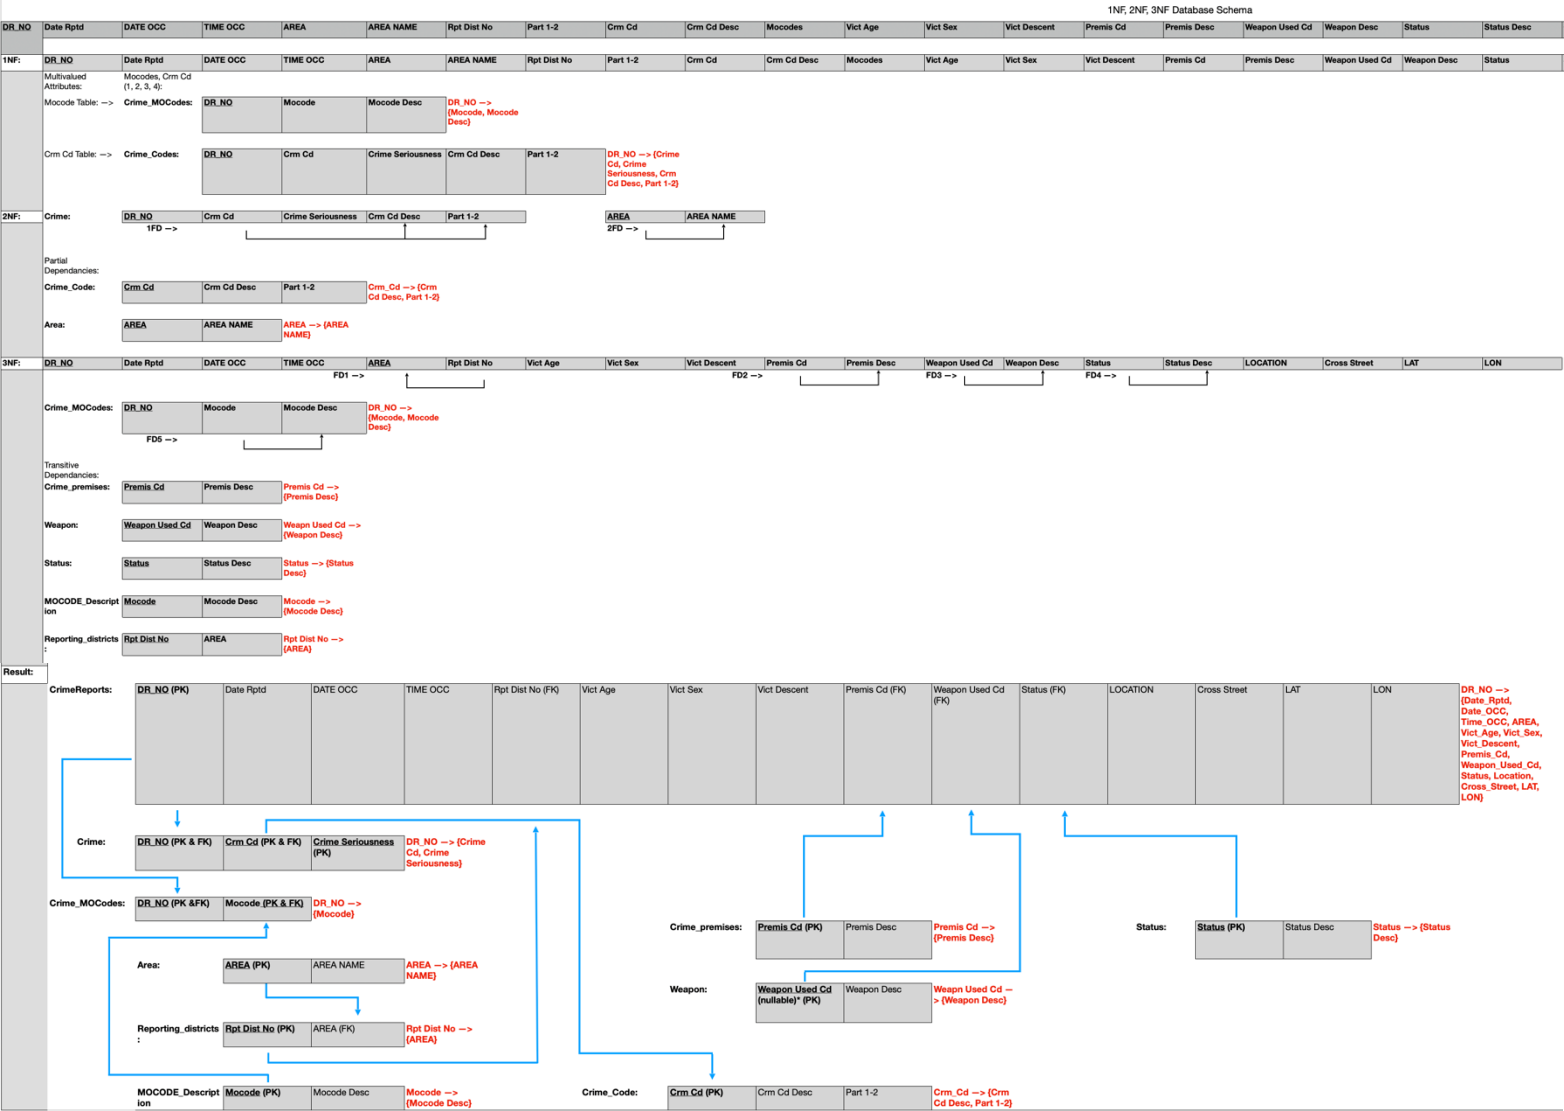 1NF, 2NF, 3NF Database Schema
DR_NO Date Rptd DATE OCC TIME OCC AREA AREA NAME Rpt Dist No Part 1-2 Crm Cd Crm Cd Desc Mocodes Vict Age Vict Sex Vict Descent Premis Cd Premis Desc Weapon Used Cd Weapon Desc Status Status Desc
1NF: DR_NO Date Rptd DATE OCC TIME OCC AREA AREA NAME Rpt Dist No Part 1-2 Crm Cd Crm Cd Desc Mocodes Vict Age Vict Sex Vict Descent Premis Cd Premis Desc Weapon Used Cd Weapon Desc Status
Multivalued Mocodes, Crm Cd
Attributes: (1, 2, 3, 4):
Mocode Table: —> Crime_MOCodes: DR_NO Mocode Mocode Desc DR_NO —>
{Mocode, Mocode
Desc}
Crm Cd Table: —> Crime_Codes: DR_NO Crm Cd Crime Seriousness Crm Cd Desc Part 1-2 DR_NO —> {Crime
Cd, Crime
Seriousness, Crm
Cd Desc, Part 1-2}
2NF: Crime: DR_NO Crm Cd Crime Seriousness Crm Cd Desc Part 1-2 AREA AREA NAME
1FD —> 2FD —>
Partial
Dependancies:
Crime_Code: Crm Cd Crm Cd Desc Part 1-2 Crm_Cd —> {Crm
Cd Desc, Part 1-2}
Area: AREA AREA NAME AREA —> {AREA
NAME}
3NF: DR_NO Date Rptd DATE OCC TIME OCC AREA Rpt Dist No Vict Age Vict Sex Vict Descent Premis Cd Premis Desc Weapon Used Cd Weapon Desc Status Status Desc LOCATION Cross Street LAT LON
FD1 —> FD2 —> FD3 —> FD4 —>
Crime_MOCodes: DR_NO Mocode Mocode Desc DR_NO —>
{Mocode, Mocode
Desc}
FD5 —>
Transitive
Dependancies:
Crime_premises: Premis Cd Premis Desc Premis Cd —>
{Premis Desc}
Weapon: Weapon Used Cd Weapon Desc Weapn Used Cd —>
{Weapon Desc}
Status: Status Status Desc Status —> {Status
Desc}
MOCODE_Descript Mocode Mocode Desc Mocode —>
ion {Mocode Desc}
Reporting_districts Rpt Dist No AREA Rpt Dist No —>
: {AREA}
Result:
CrimeReports: DR_NO (PK) Date Rptd DATE OCC TIME OCC Rpt Dist No (FK) Vict Age Vict Sex Vict Descent Premis Cd (FK) Weapon Used Cd Status (FK) LOCATION Cross Street LAT LON DR_NO —>
(FK) {Date_Rptd,
Date_OCC,
Time_OCC, AREA,
Vict_Age, Vict_Sex,
Vict_Descent,
Premis_Cd,
Weapon_Used_Cd,
Status, Location,
Cross_Street, LAT,
LON}
Crime: DR_NO (PK & FK) Crm Cd (PK & FK) Crime Seriousness DR_NO —> {Crime
(PK) Cd, Crime
Seriousness}
Crime_MOCodes: DR_NO (PK &FK) Mocode (PK & FK) DR_NO —>
{Mocode}
Crime_premises: Premis Cd (PK) Premis Desc Premis Cd —> Status: Status (PK) Status Desc Status —> {Status
{Premis Desc} Desc}
Area: AREA (PK) AREA NAME AREA —> {AREA
NAME}
Weapon: Weapon Used Cd Weapon Desc Weapn Used Cd —
(nullable)* (PK) > {Weapon Desc}
Reporting_districts Rpt Dist No (PK) AREA (FK) Rpt Dist No —>
: {AREA}
MOCODE_Descript Mocode (PK) Mocode Desc Mocode —> Crime_Code: Crm Cd (PK) Crm Cd Desc Part 1-2 Crm_Cd —> {Crm
ion {Mocode Desc} Cd Desc, Part 1-2}